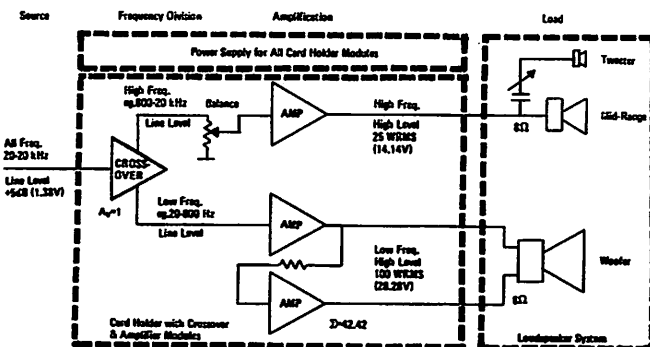 Source Frequency Division Amplification Load
Power Supply for All Card Holder Modules
Tweeter
High Freq.
eg.800-20 kHz
Balance
Line Level
AMP
High Freq.
High Level
25 WRMS
(14.14V)
8Ω
Mid-Range
All Freq.
20-20 kHz
Line Level
+5dB (1.38V)
CROSS-
OVER
Av=1
Low Freq.
eg.20-800 Hz
Line Level
AMP
Low Freq.
High Level
100 WRMS
(28.28V)
Woofer
8Ω
AMP
Σ=42.42
Card Holder with Crossover
& Amplifier Modules
Loudspeaker System